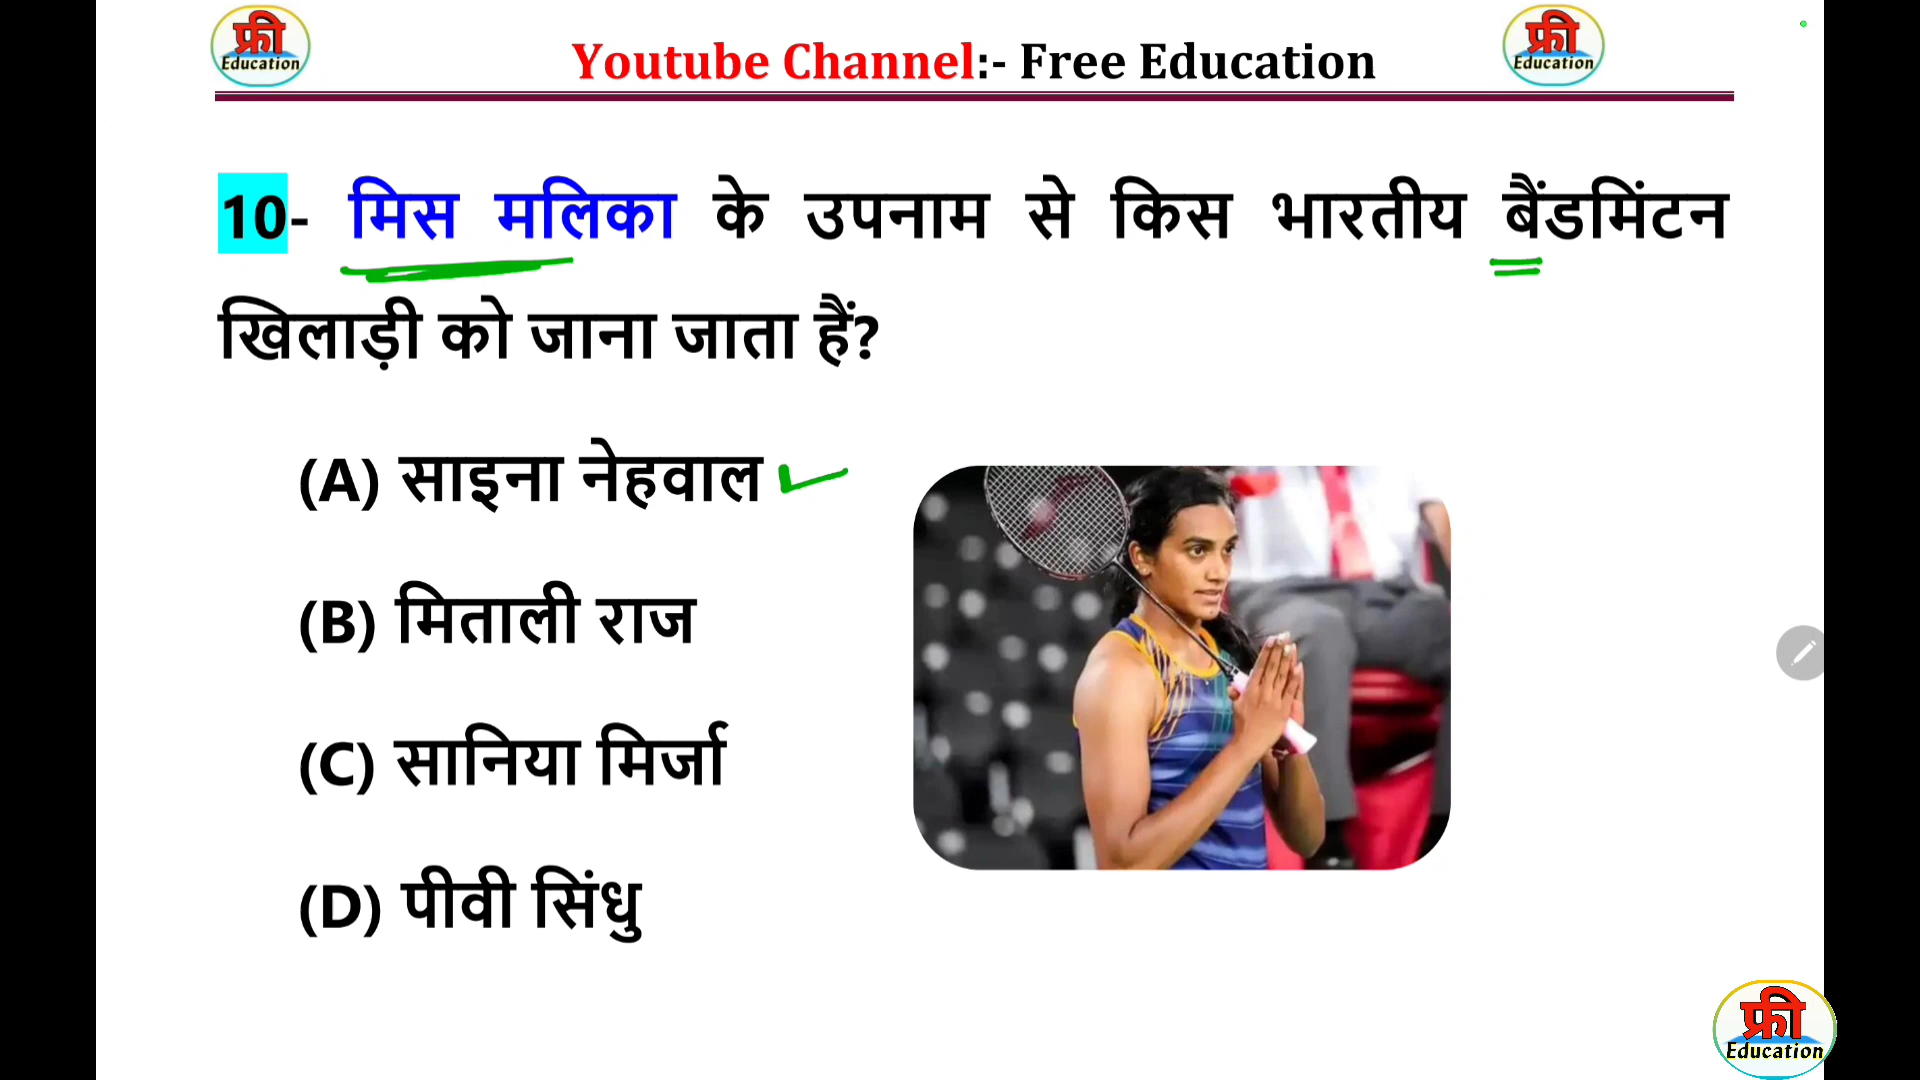 फ्री
Education
Youtube Channel:- Free Education
फ्री
Education
10- मिस मलिका के उपनाम से किस भारतीय बैंडमिंटन
खिलाड़ी को जाना जाता हैं?
(A) साइना नेहवाल
(B) मिताली राज
(C) सानिया मिर्जा
(D) पीवी सिंधु
फ्री
Education